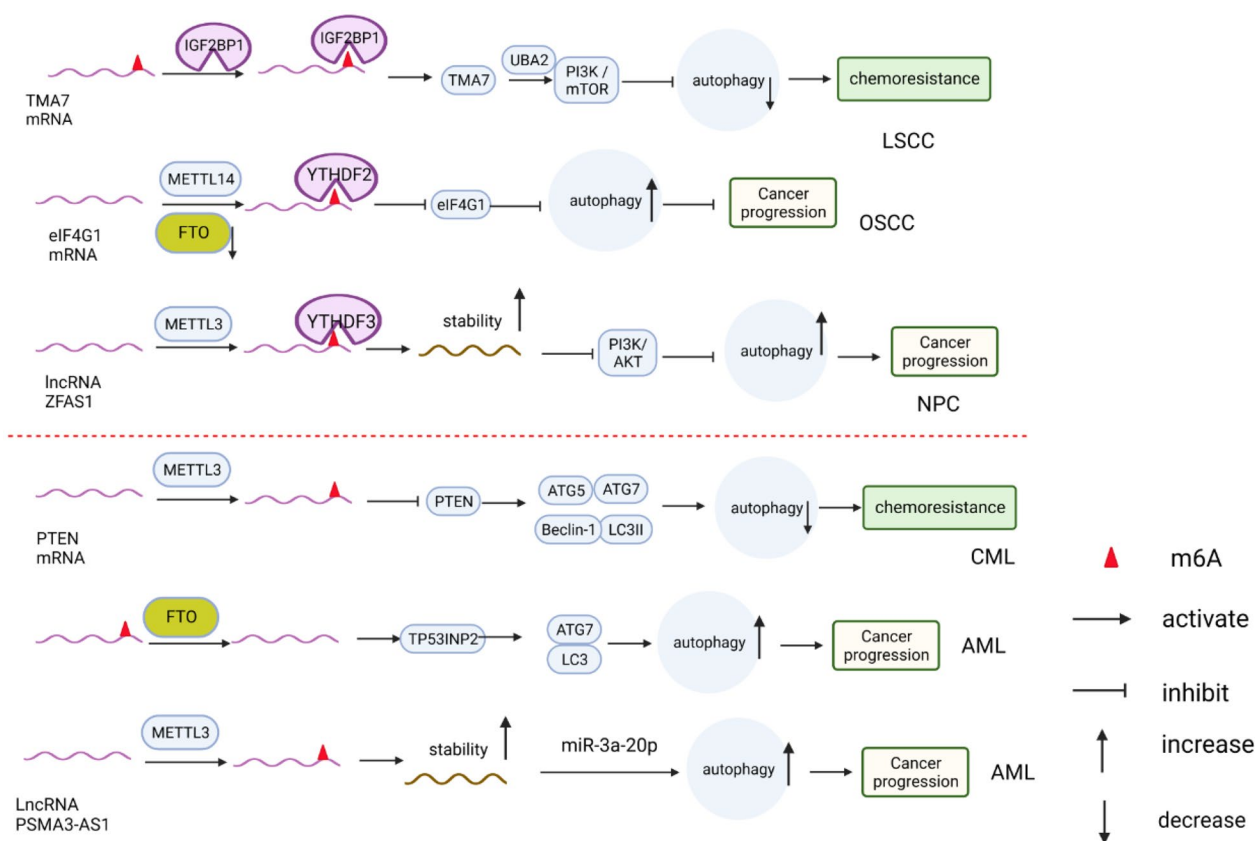 IGF2BP1
IGF2BP1
TMA7
mRNA
TMA7
UBA2
PI3K /
mTOR
autophagy
chemoresistance
LSCC
METTL14
FTO
eIF4G1
mRNA
YTHDF2
eIF4G1
autophagy
Cancer
progression
OSCC
METTL3
lncRNA
ZFAS1
YTHDF3
stability
PI3K/
AKT
autophagy
Cancer
progression
NPC
METTL3
PTEN
mRNA
PTEN
ATG5
ATG7
Beclin-1
LC3II
autophagy
chemoresistance
CML
FTO
TP53INP2
ATG7
LC3
autophagy
Cancer
progression
AML
METTL3
LncRNA
PSMA3-AS1
stability
miR-3a-20p
autophagy
Cancer
progression
AML
m6A
activate
inhibit
increase
decrease